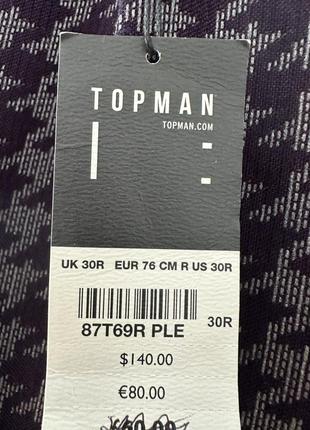 TOPMAN
TOPMAN.COM
UK 30R EUR 76 CM R US 30R
87T69R PLE 30R
$140.00
€80.00